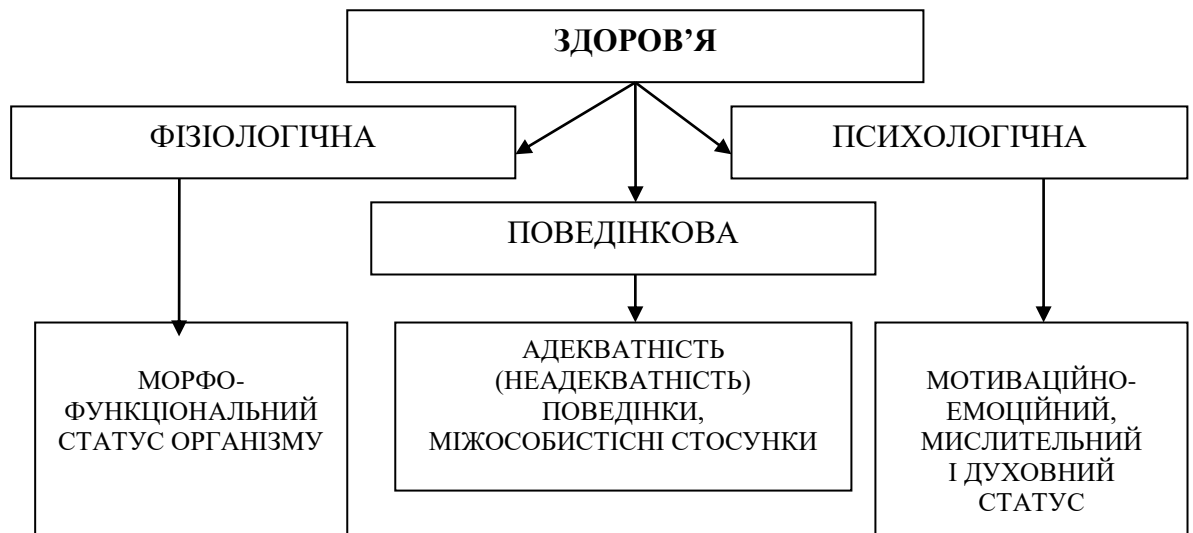 ЗДОРОВ’Я
ФІЗІОЛОГІЧНА
ПСИХОЛОГІЧНА
ПОВЕДІНКОВА
МОРФО-
ФУНКЦІОНАЛЬНИЙ
СТАТУС ОРГАНІЗМУ
АДЕКВАТНІСТЬ
(НЕАДЕКВАТНІСТЬ)
ПОВЕДІНКИ,
МІЖОСОБИСТІСНІ СТОСУНКИ
МОТИВАЦІЙНО-
ЕМОЦІЙНИЙ,
МИСЛИТЕЛЬНИЙ
І ДУХОВНИЙ
СТАТУС